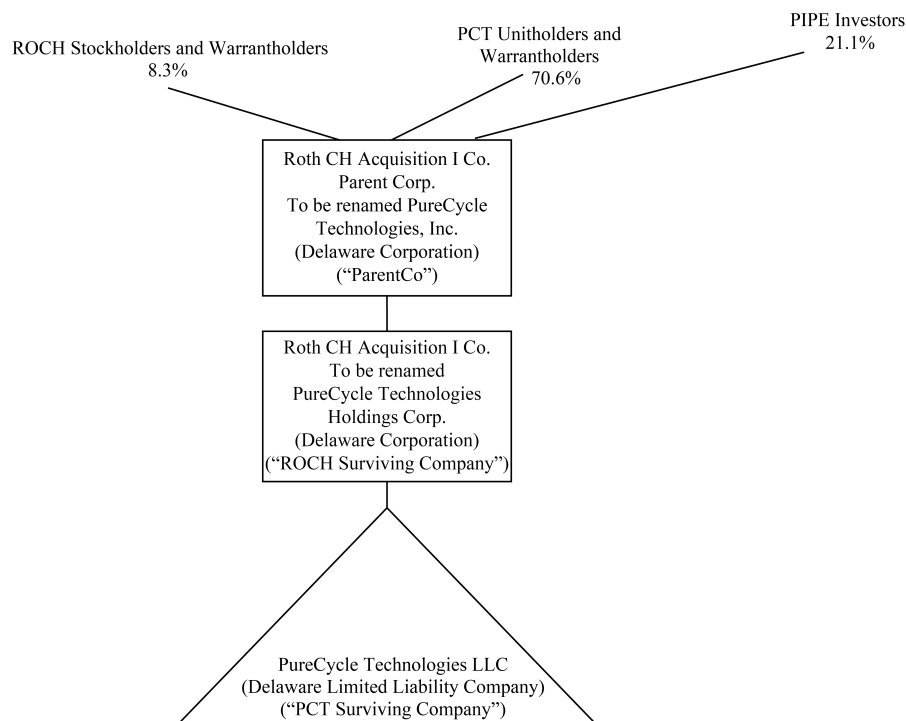 ROCH Stockholders and Warrantholders
8.3%
PCT Unitholders and
Warrantholders
70.6%
PIPE Investors
21.1%
Roth CH Acquisition I Co.
Parent Corp.
To be renamed PureCycle
Technologies, Inc.
(Delaware Corporation)
(“ParentCo”)
Roth CH Acquisition I Co.
To be renamed
PureCycle Technologies
Holdings Corp.
(Delaware Corporation)
(“ROCH Surviving Company”)
PureCycle Technologies LLC
(Delaware Limited Liability Company)
(“PCT Surviving Company”)